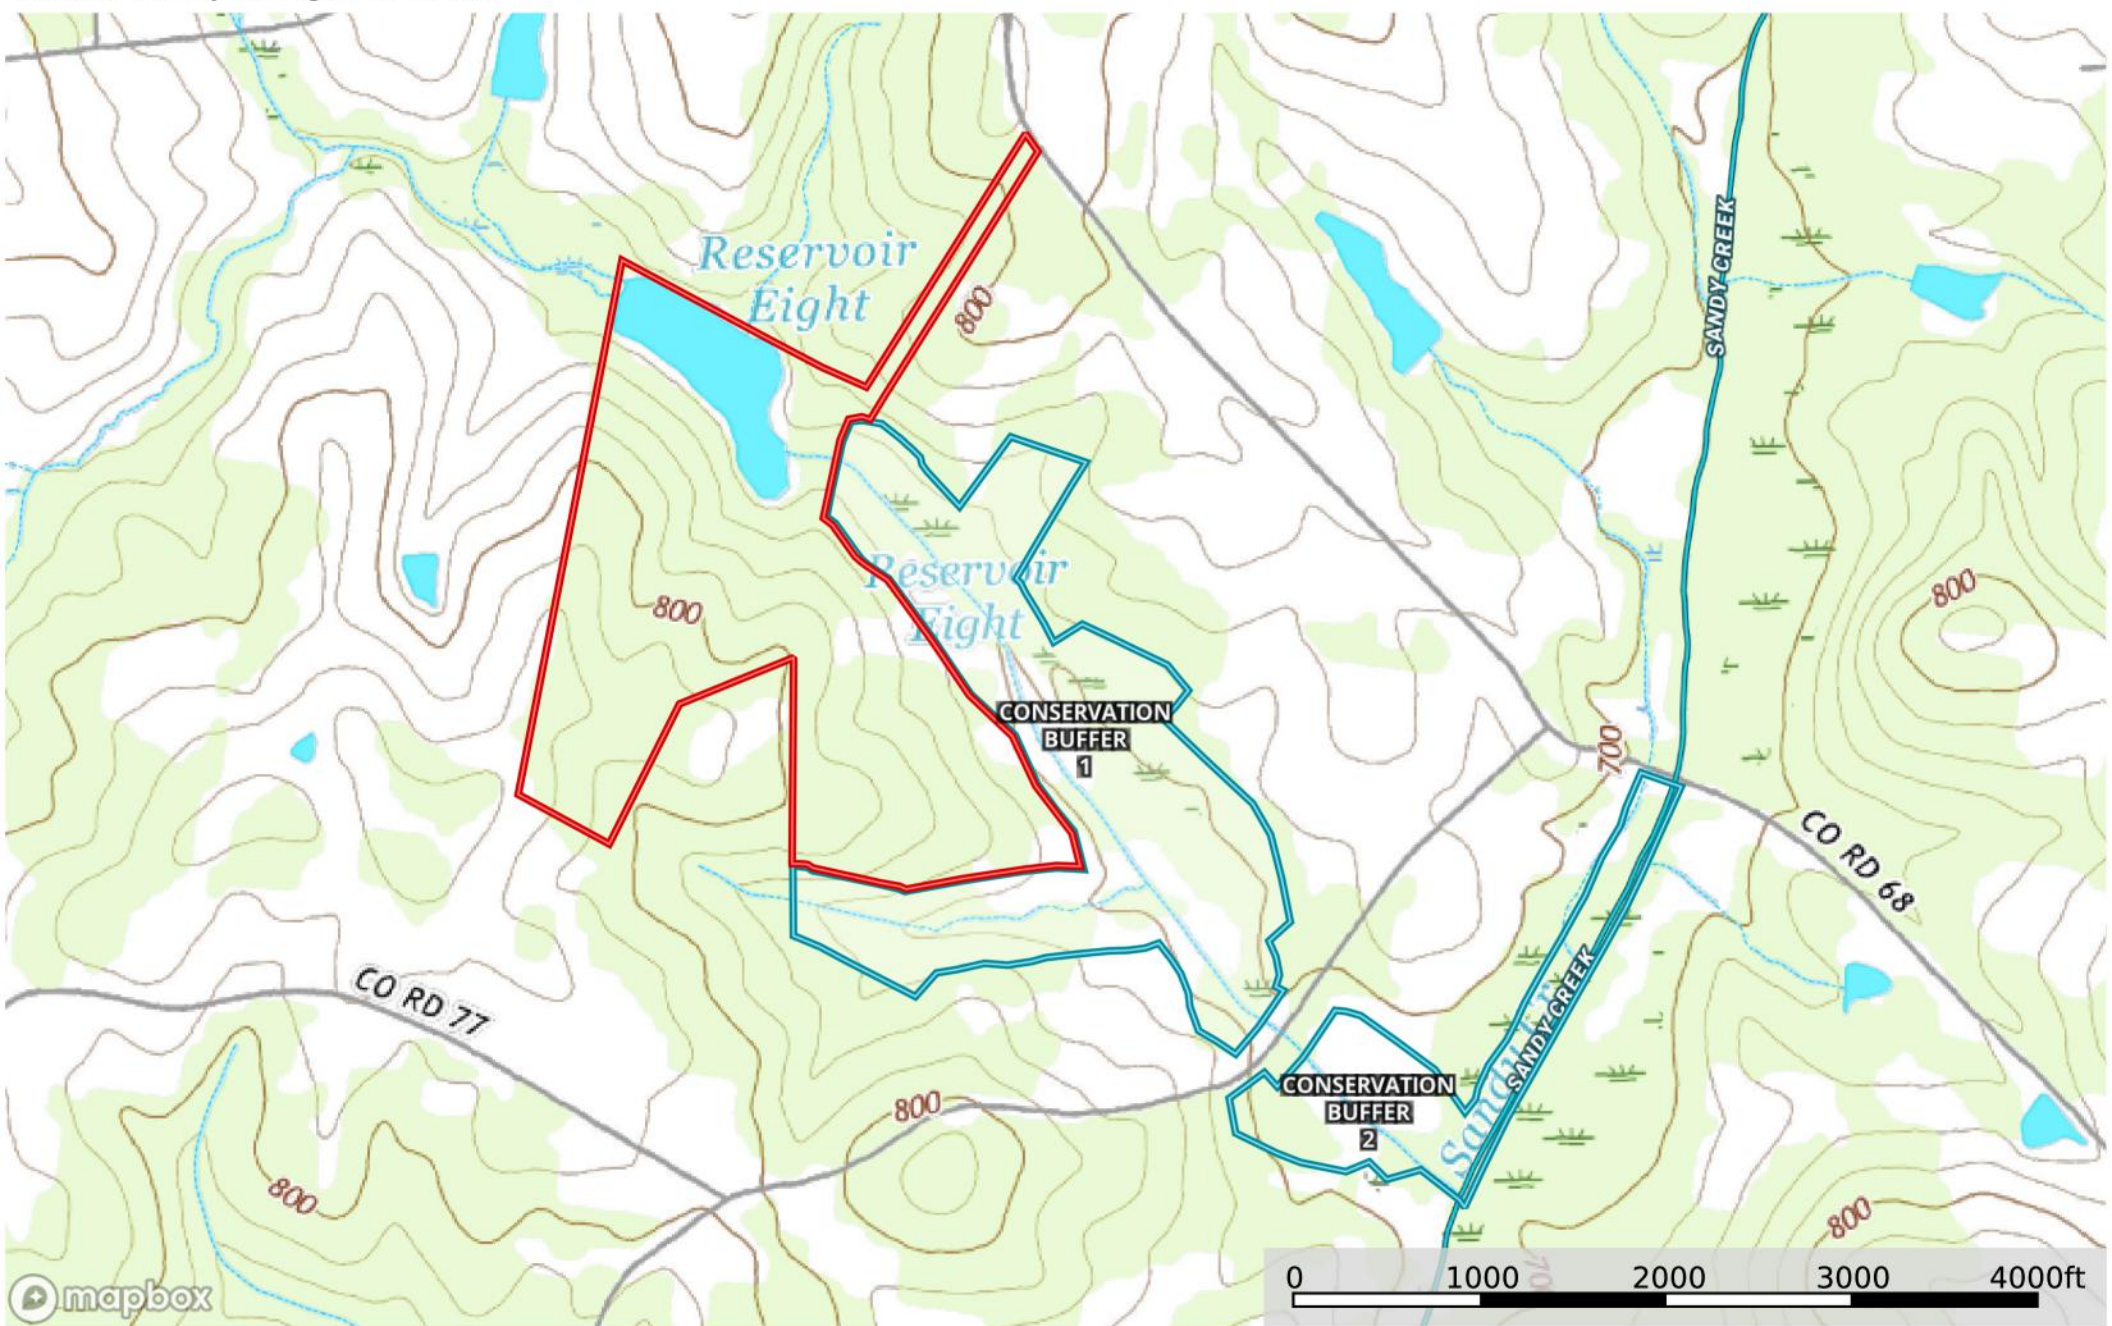 Reservoir
Eight
800
SANDY CREEK
800
Reservoir
Eight
800
CONSERVATION
BUFFER
1
700
CO RD 68
CO RD 77
SANDY CREEK
CONSERVATION
BUFFER
2
800
800
800
mapbox
0 1000 2000 3000 4000ft